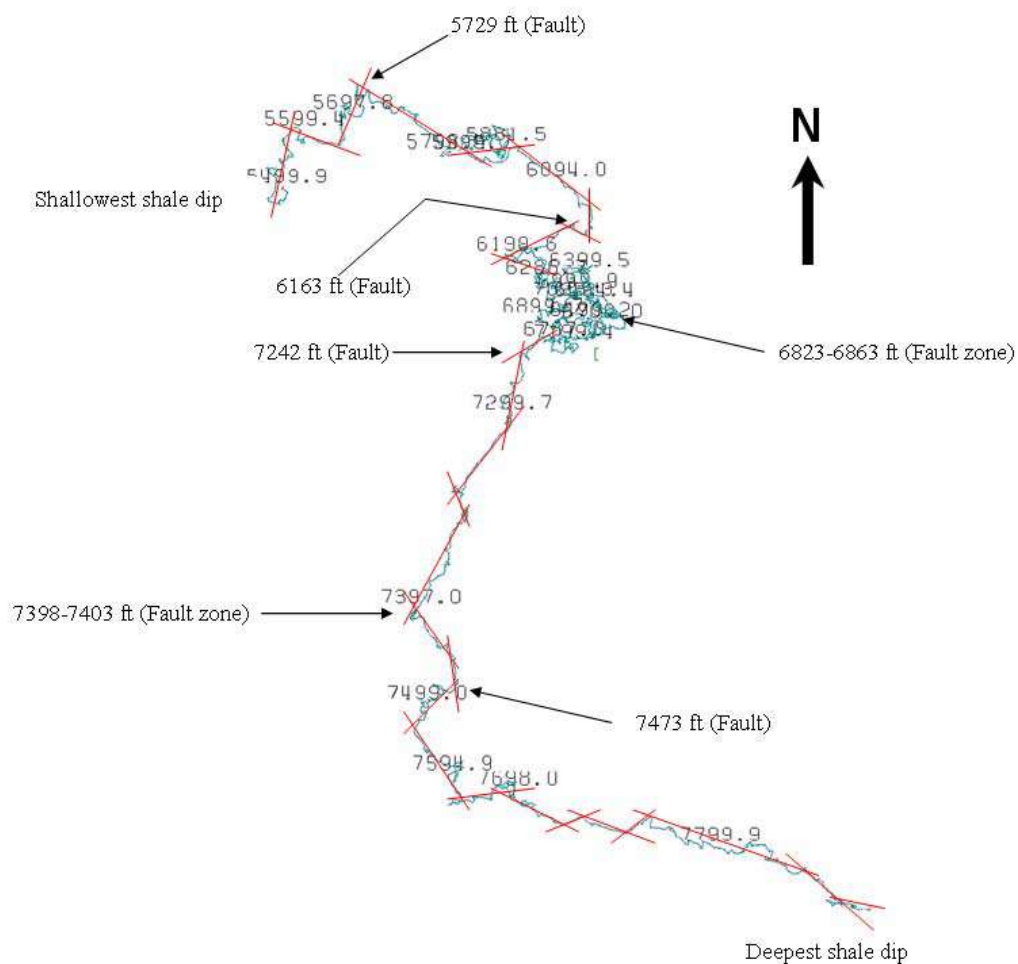 5729 ft (Fault)
N
5697.8
5599.4
6094.0
Shallowest shale dip
6163 ft (Fault)
6399.5
7242 ft (Fault)
6823-6863 ft (Fault zone)
7299.7
7397.0
7398-7403 ft (Fault zone)
7499.0
7473 ft (Fault)
7594.9
7698.0
7799.9
Deepest shale dip